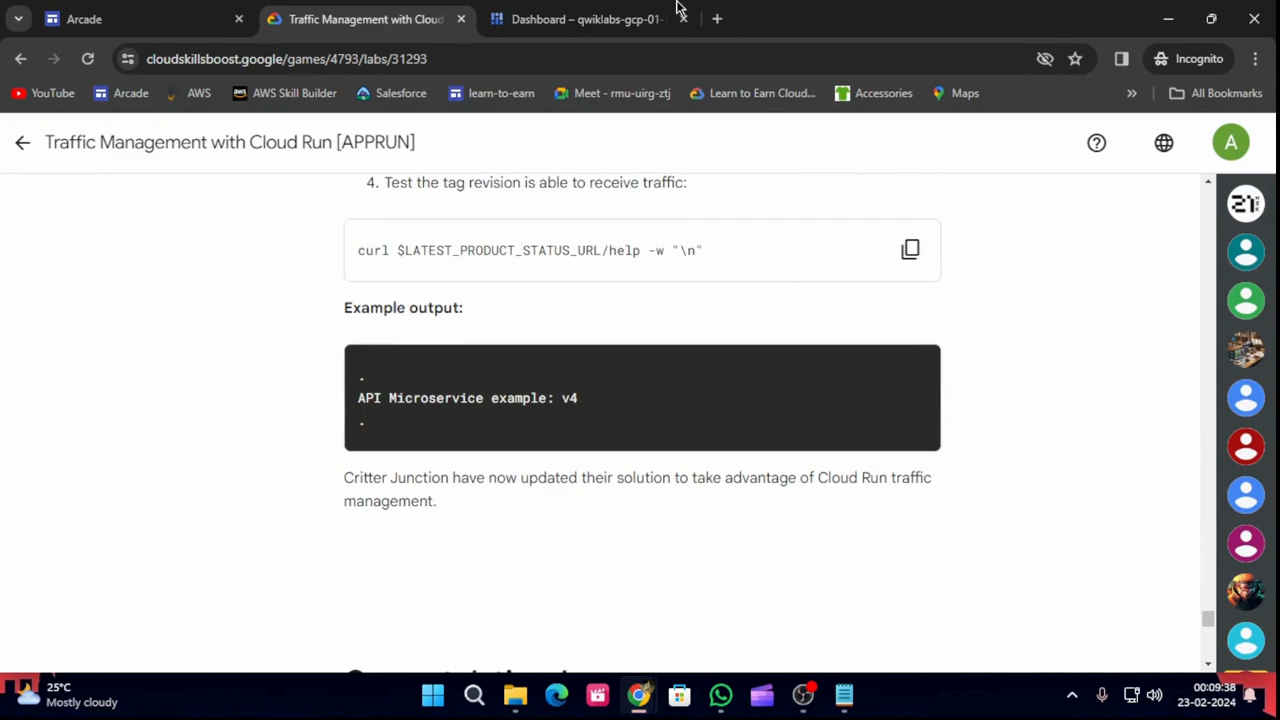 Arcade
Traffic Management with Cloud
Dashboard – qwiklabs-gcp-01-
cloudskillsboost.google/games/4793/labs/31293
Incognito
YouTube
Arcade
AWS
AWS Skill Builder
Salesforce
learn-to-earn
Meet - rmu-uirg-ztj
Learn to Earn Cloud...
Accessories
Maps
All Bookmarks
Traffic Management with Cloud Run [APPRUN]
A
21
4. Test the tag revision is able to receive traffic:
curl $LATEST_PRODUCT_STATUS_URL/help -w "\n"
Example output:
.
API Microservice example: v4
.
Critter Junction have now updated their solution to take advantage of Cloud Run traffic
management.
25°C
Mostly cloudy
00:09:38
23-02-2024